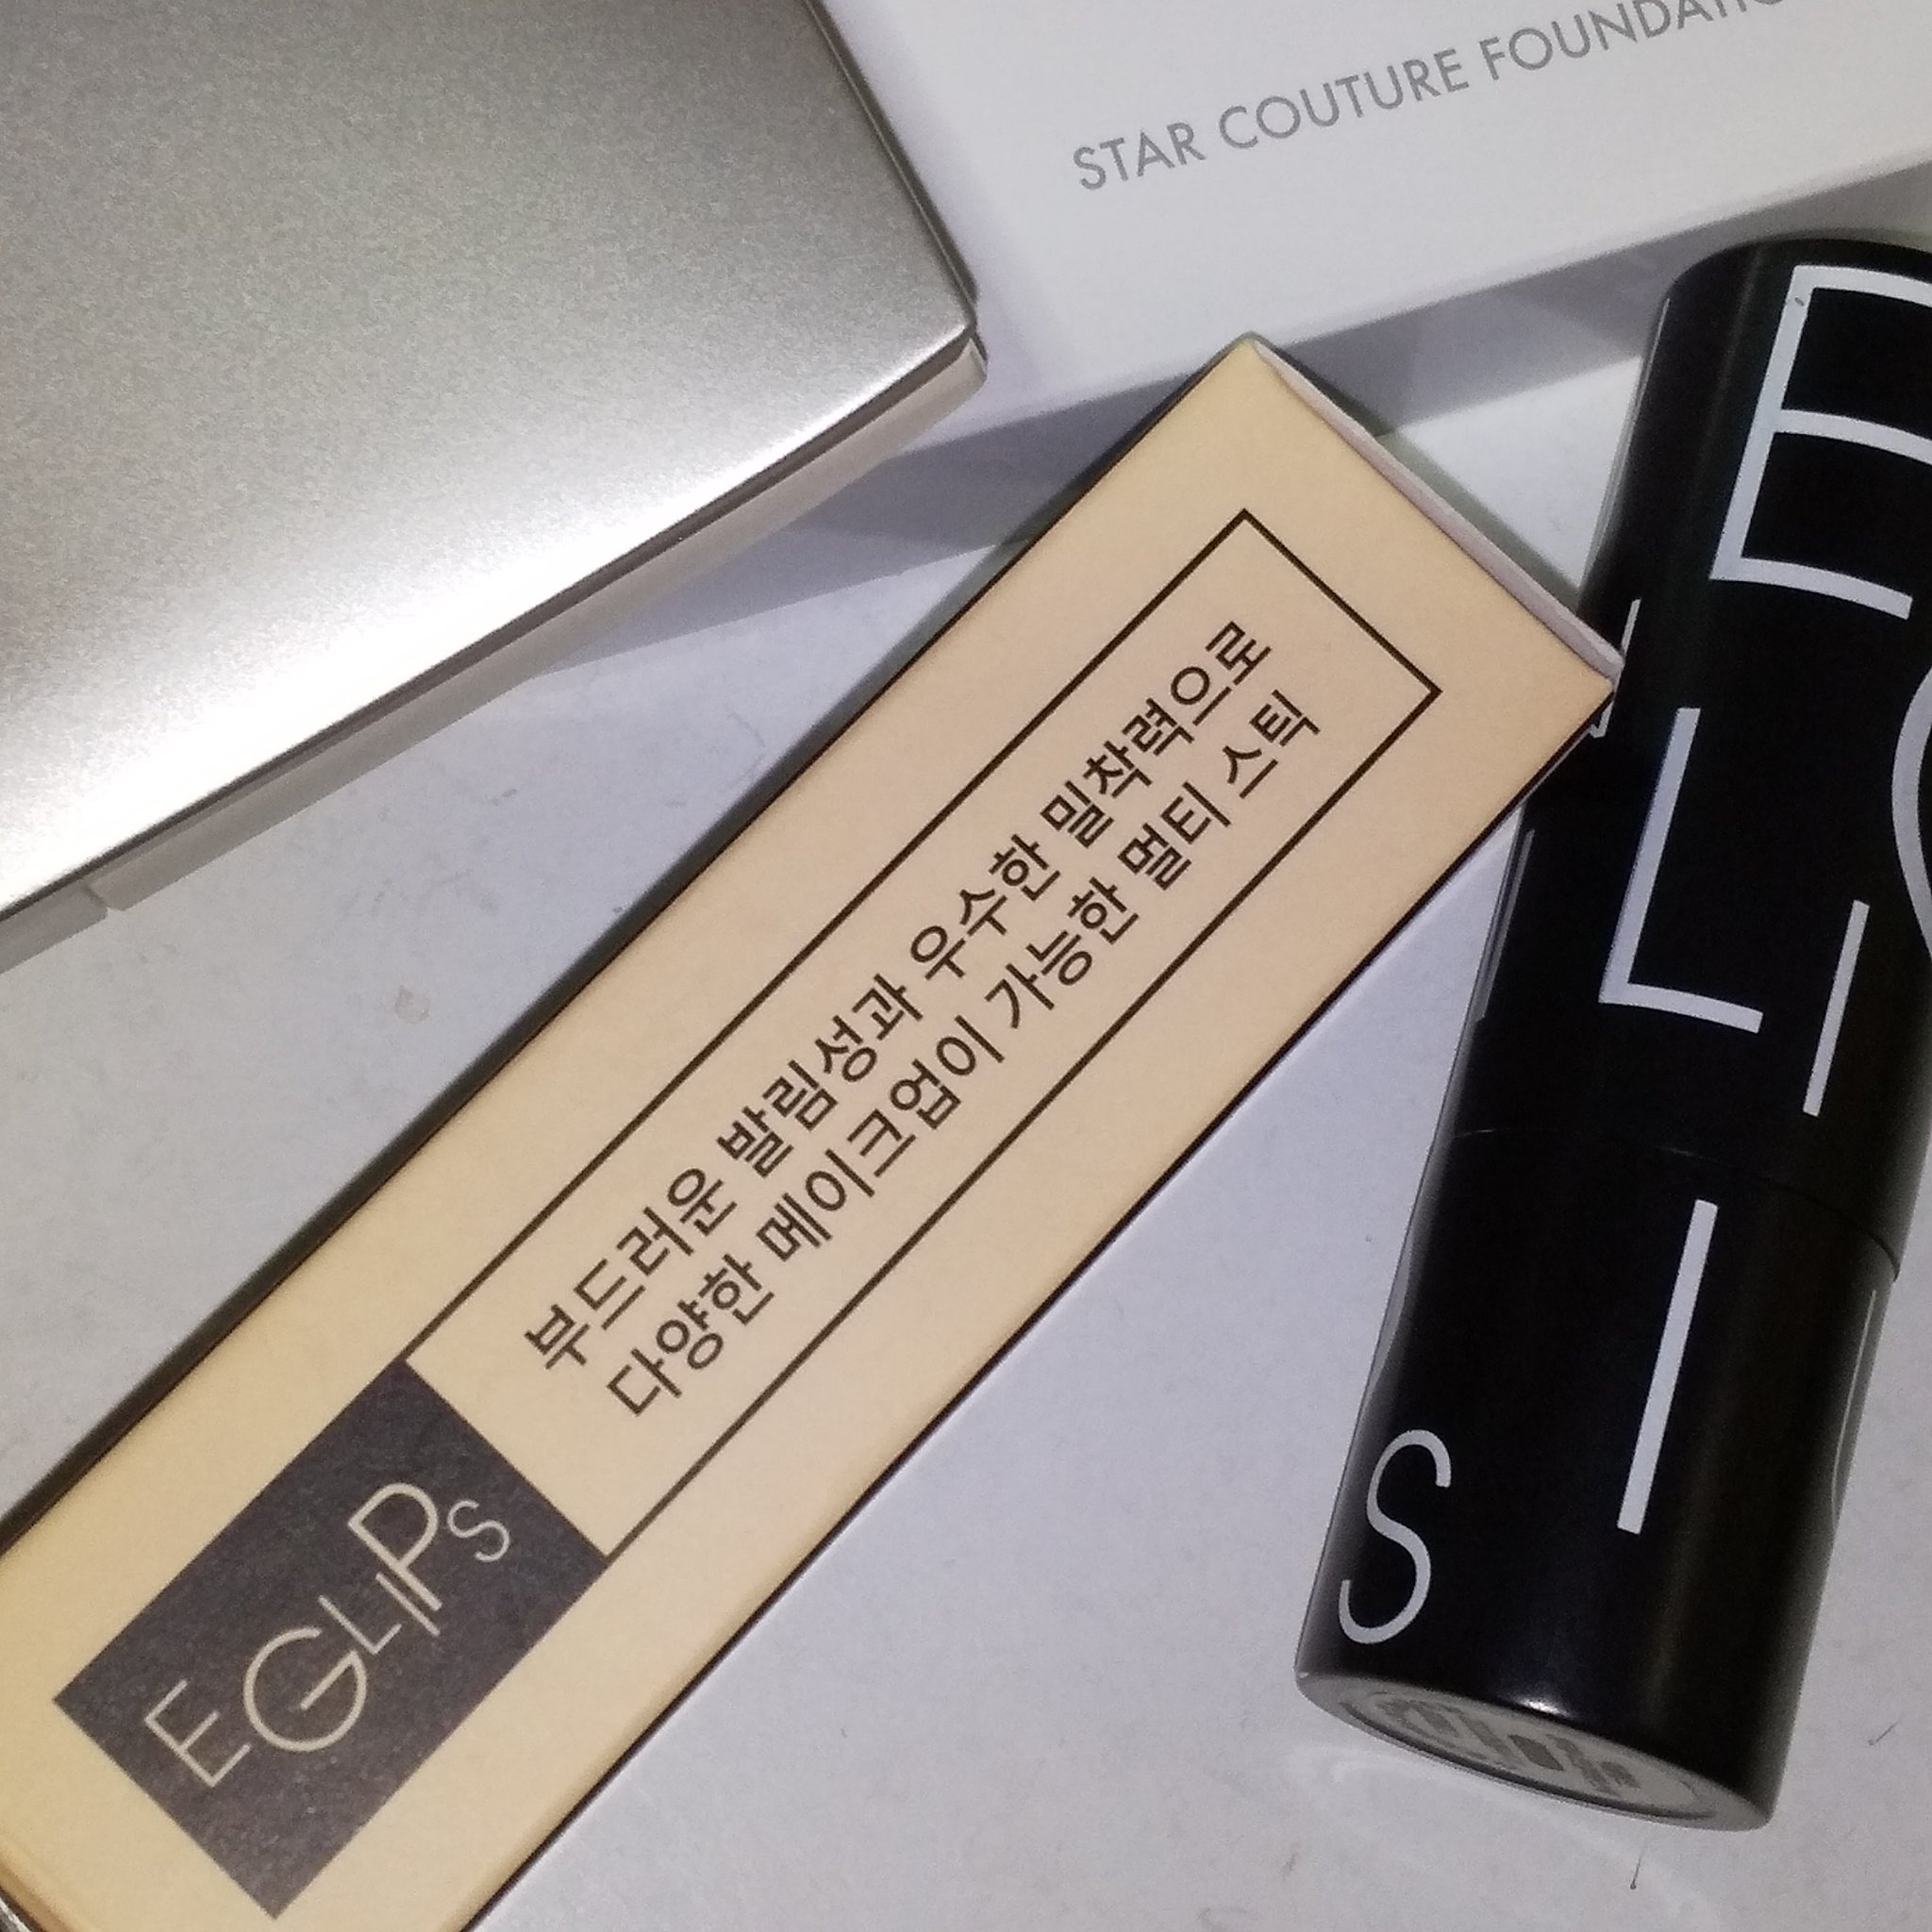 STAR COUTURE FOUNDATIO
부드러운 발림성과 우수한 밀착력으로
다양한 메이크업이 가능한 멀티 스틱
EGLIPS
E
L
I
I
S